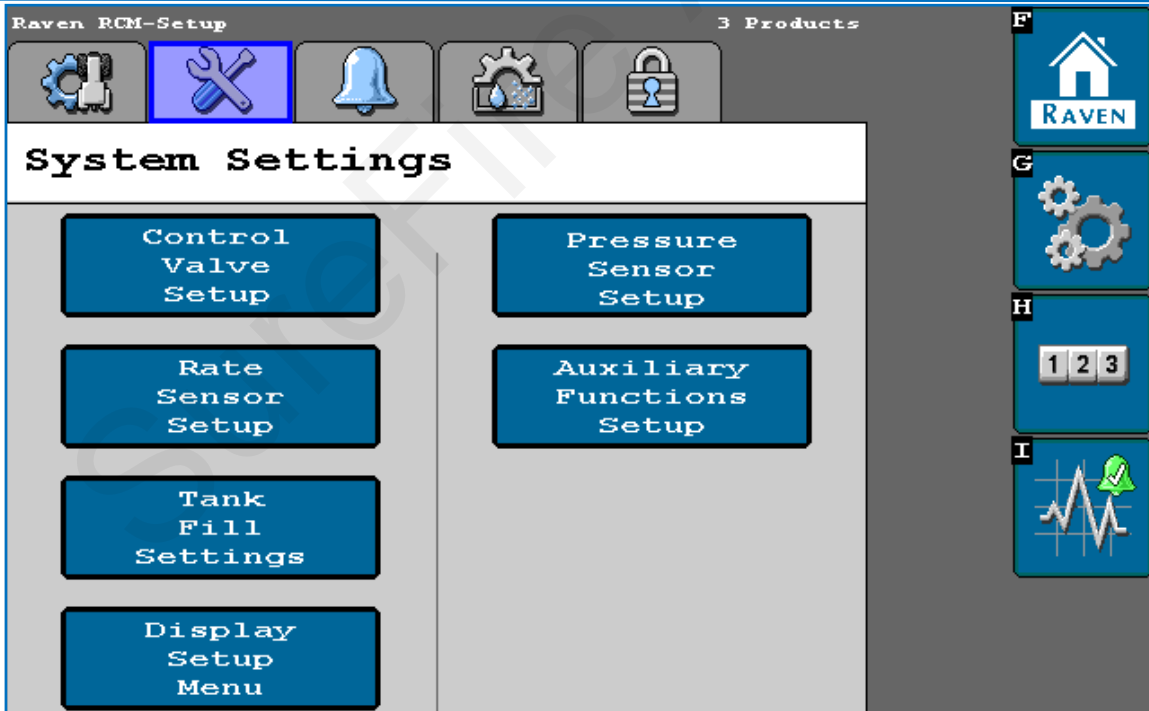 Raven RCM-Setup
3 Products
System Settings
Control
Valve
Setup
Pressure
Sensor
Setup
Rate
Sensor
Setup
Auxiliary
Functions
Setup
Tank
Fill
Settings
Display
Setup
Menu
F
RAVEN
G
H
1 2 3
I
SureFire